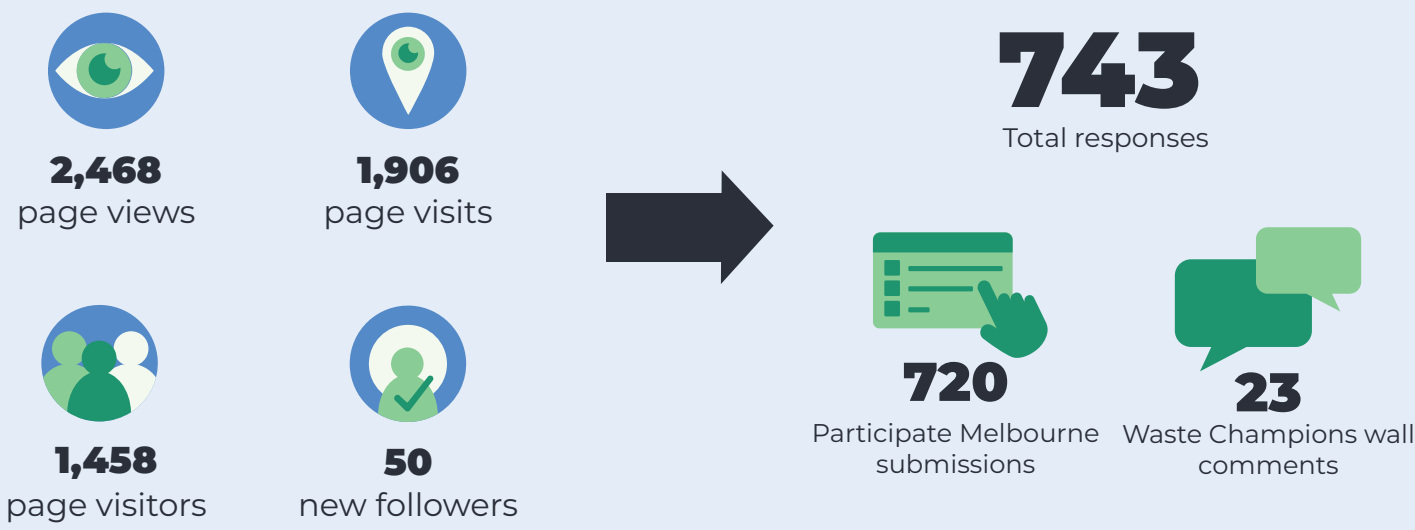 2,468
page views
1,906
page visits
1,458
page visitors
50
new followers
743
Total responses
720
Participate Melbourne
submissions
23
Waste Champions wall
comments